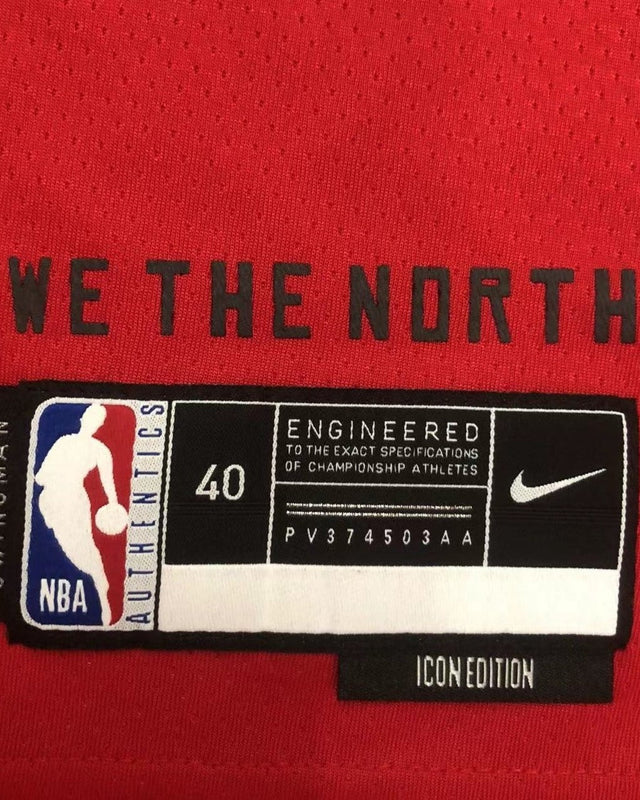 WE THE NORTH
NBA
AUTHENTICS
40
ENGINEERED
TO THE EXACT SPECIFICATIONS
OF CHAMPIONSHIP ATHLETES
PV374503AA
ICON EDITION